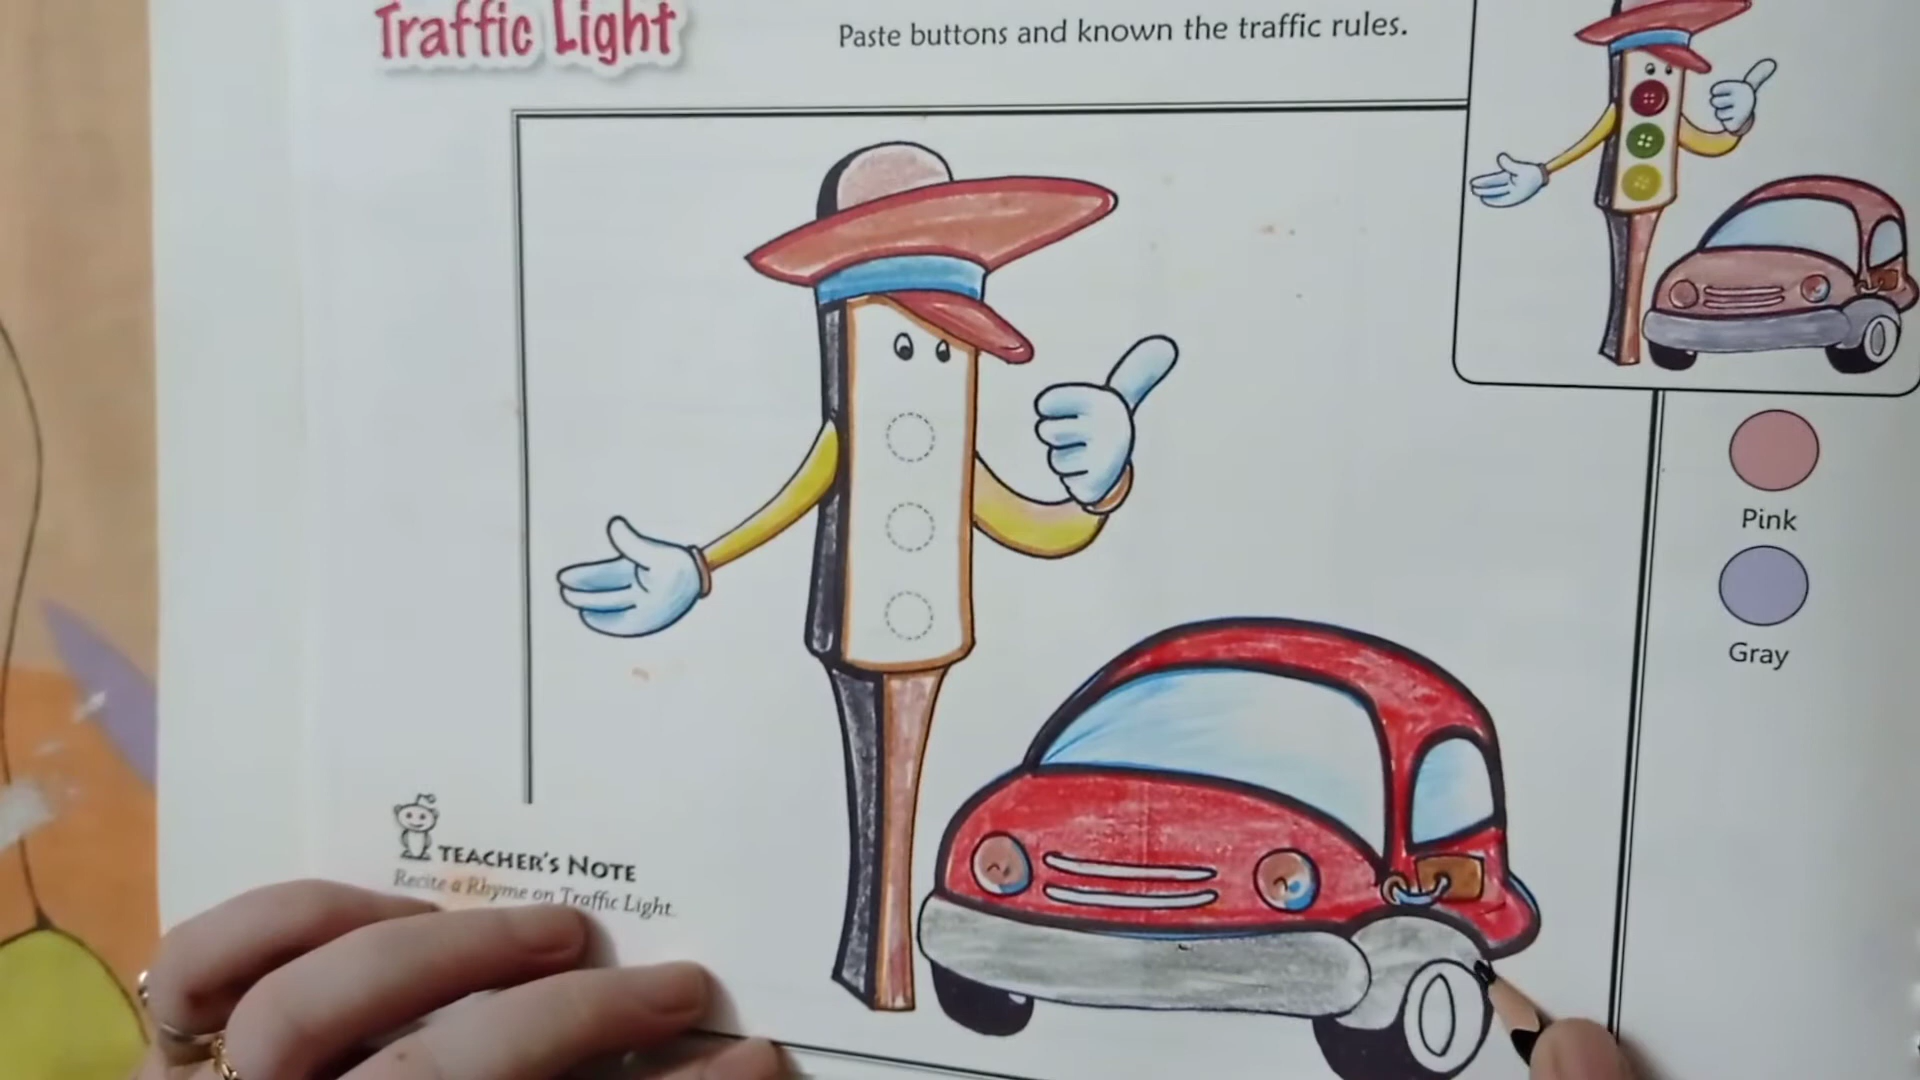 Traffic Light
Paste buttons and known the traffic rules.
Pink
Gray
TEACHER'S NOTE
Recite a Rhyme on Traffic Light.